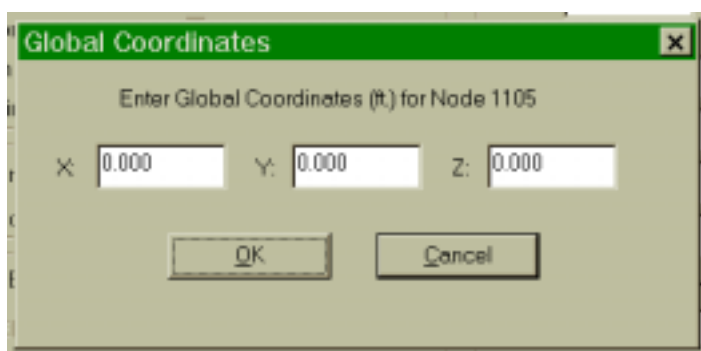 Global Coordinates
Enter Global Coordinates (ft.) for Node 1105
X: 0.000 Y: 0.000 Z: 0.000
OK Cancel